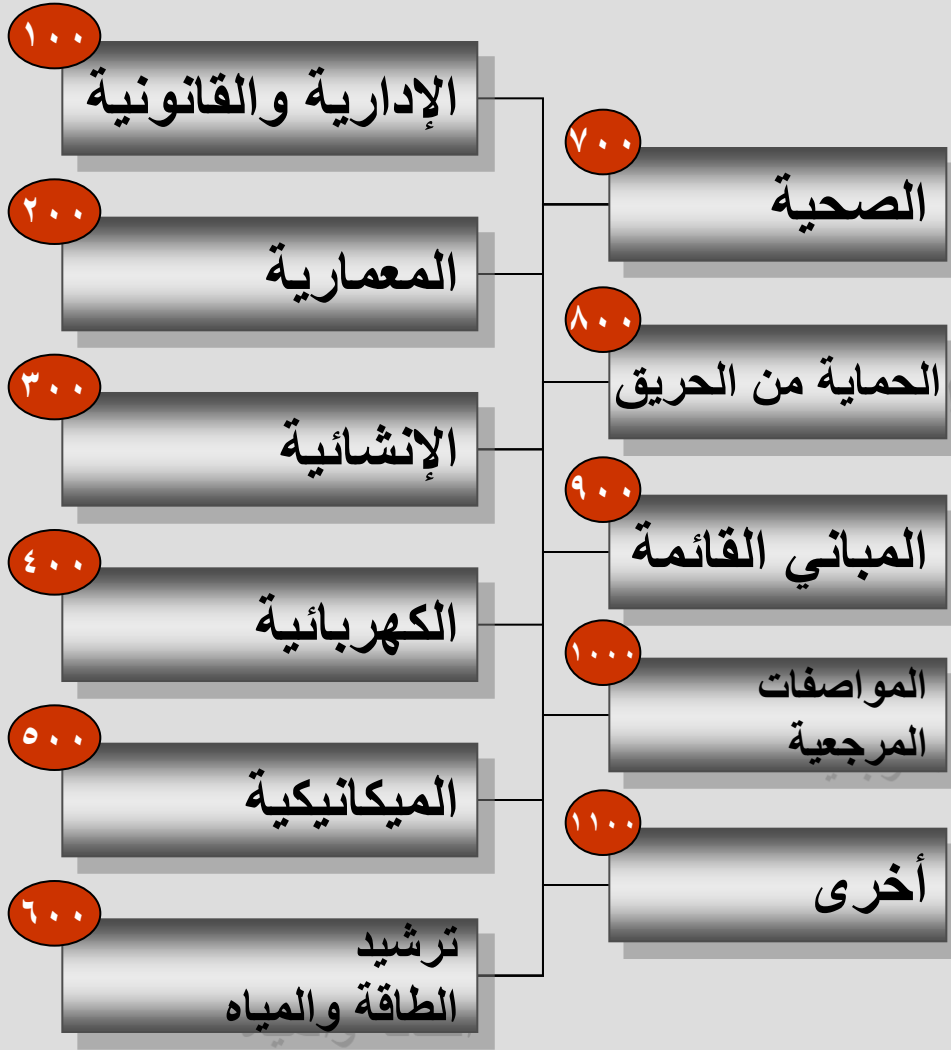 ١٠٠
الإدارية والقانونية
٢٠٠
المعمارية
٣٠٠
الإنشائية
٤٠٠
الكهربائية
٥٠٠
الميكانيكية
٦٠٠
ترشيد
الطاقة والمياه
٧٠٠
الصحية
٨٠٠
الحماية من الحريق
٩٠٠
المباني القائمة
١٠٠٠
المواصفات
المرجعية
١١٠٠
أخرى